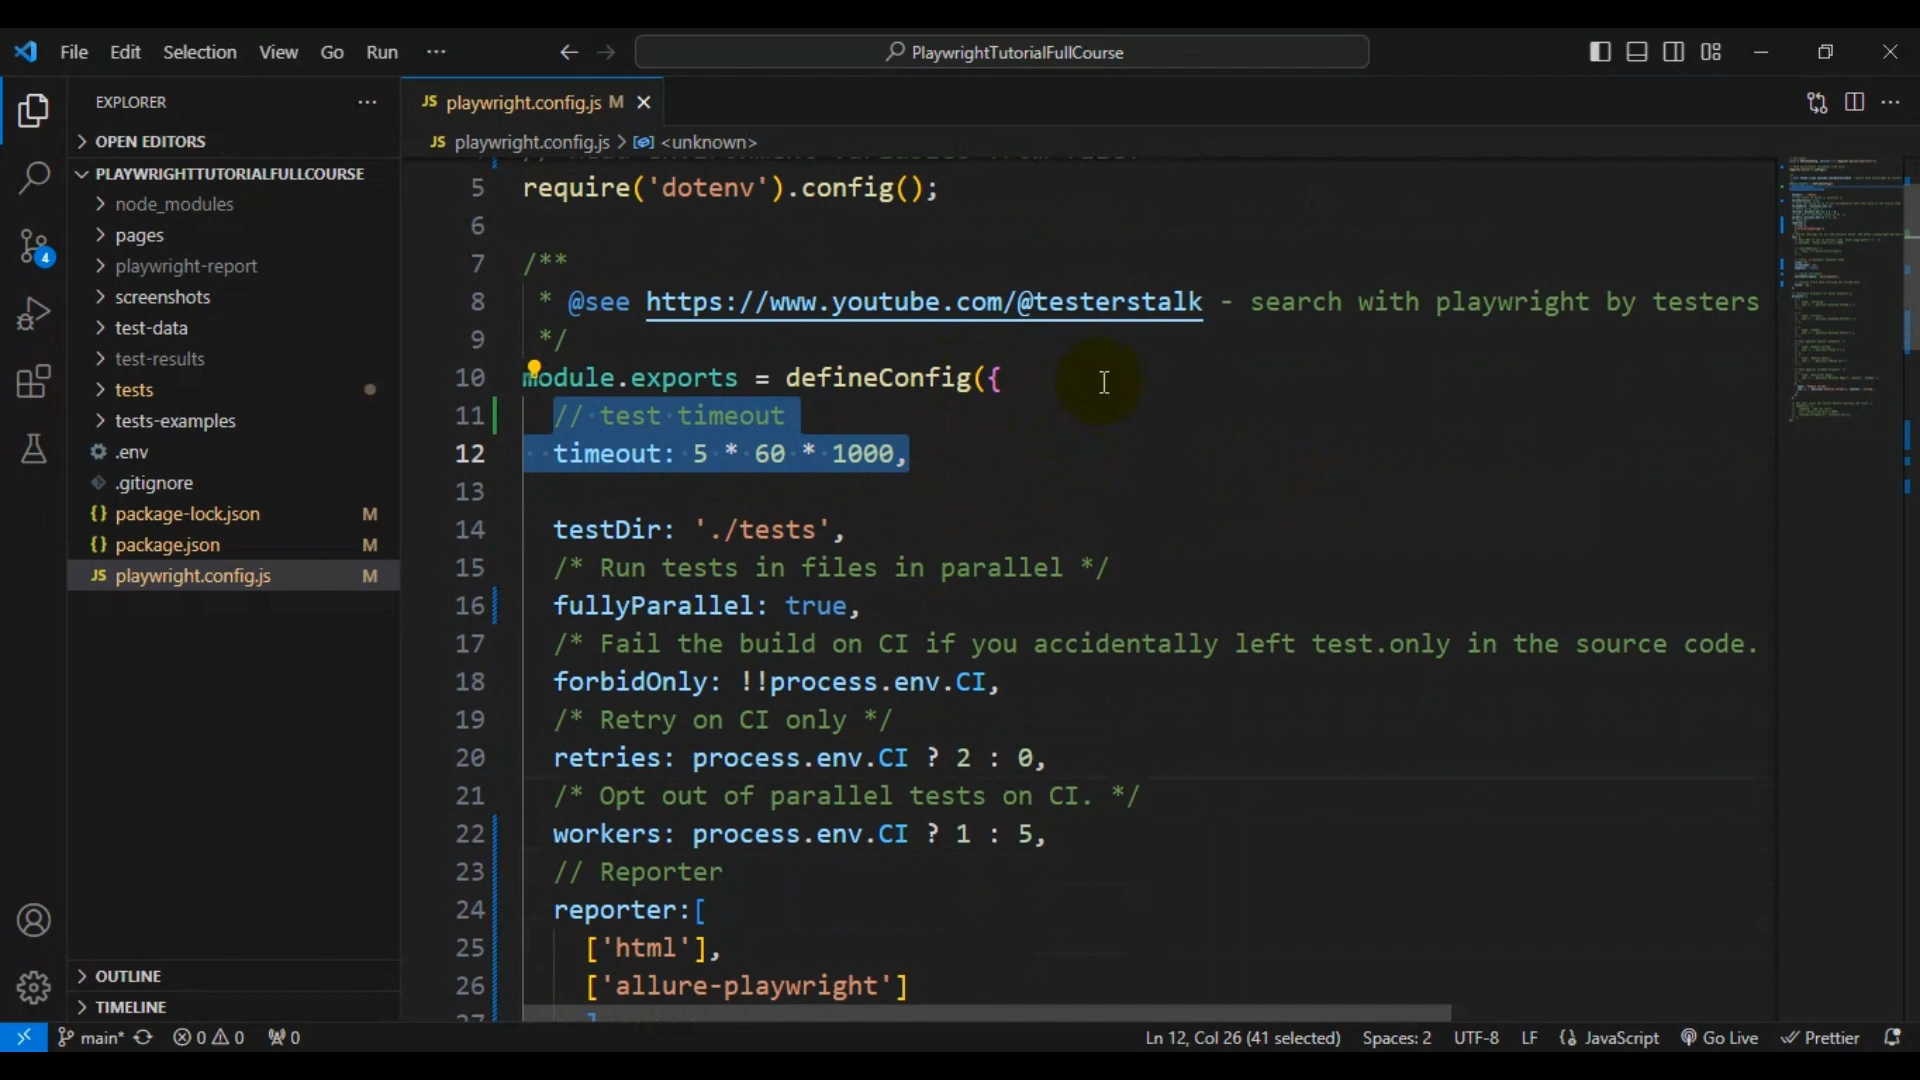 File Edit Selection View Go Run ··· PlaywrightTutorialFullCourse
EXPLORER
OPEN EDITORS
PLAYWRIGHTTUTORIALFULLCOURSE
node_modules
pages
playwright-report
screenshots
test-data
test-results
tests
tests-examples
.env
.gitignore
{} package-lock.json M
{} package.json M
JS playwright.config.js M
OUTLINE
TIMELINE
4
JS playwright.config.js M
JS playwright.config.js > <unknown>
5 require('dotenv').config();
6
7 /**
8 * @see https://www.youtube.com/@testerstalk - search with playwright by testers
9 */
10 module.exports = defineConfig({
11 // test timeout
12 timeout: 5 * 60 * 1000,
13
14 testDir: './tests',
15 /* Run tests in files in parallel */
16 fullyParallel: true,
17 /* Fail the build on CI if you accidentally left test.only in the source code.
18 forbidOnly: !!process.env.CI,
19 /* Retry on CI only */
20 retries: process.env.CI ? 2 : 0,
21 /* Opt out of parallel tests on CI. */
22 workers: process.env.CI ? 1 : 5,
23 // Reporter
24 reporter:[
25 ['html'],
26 ['allure-playwright']
main* 0 0 0 Ln 12, Col 26 (41 selected) Spaces: 2 UTF-8 LF {} JavaScript Go Live Prettier